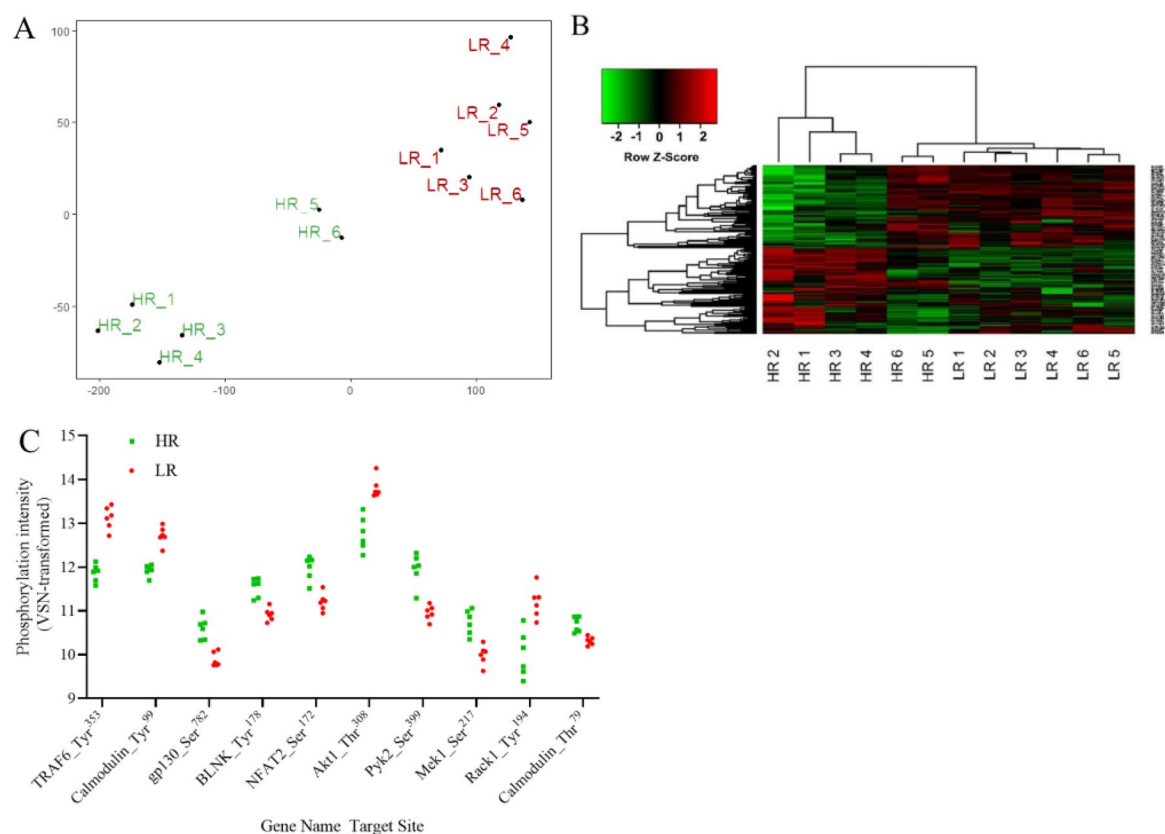 A
100
50
0
-50
-200
-100
0
100
LR_4
LR_2
LR_5
LR_1
LR_3
LR_6
HR_5
HR_6
HR_1
HR_2
HR_3
HR_4
B
-2 -1 0 1 2
Row Z-Score
HR 2
HR 1
HR 3
HR 4
HR 6
HR 5
LR 1
LR 2
LR 3
LR 4
LR 6
LR 5
C
HR
LR
Phosphorylation intensity
(VSN-transformed)
15
14
13
12
11
10
9
TRAF6_Tyr353
Calmodulin_Tyr99
gp130_Ser782
BLNK_Tyr178
NFAT2_Ser172
Akt1_Thr308
Pyk2_Ser399
Mek1_Ser217
Rack1_Tyr194
Calmodulin_Thr79
Gene Name_Target Site